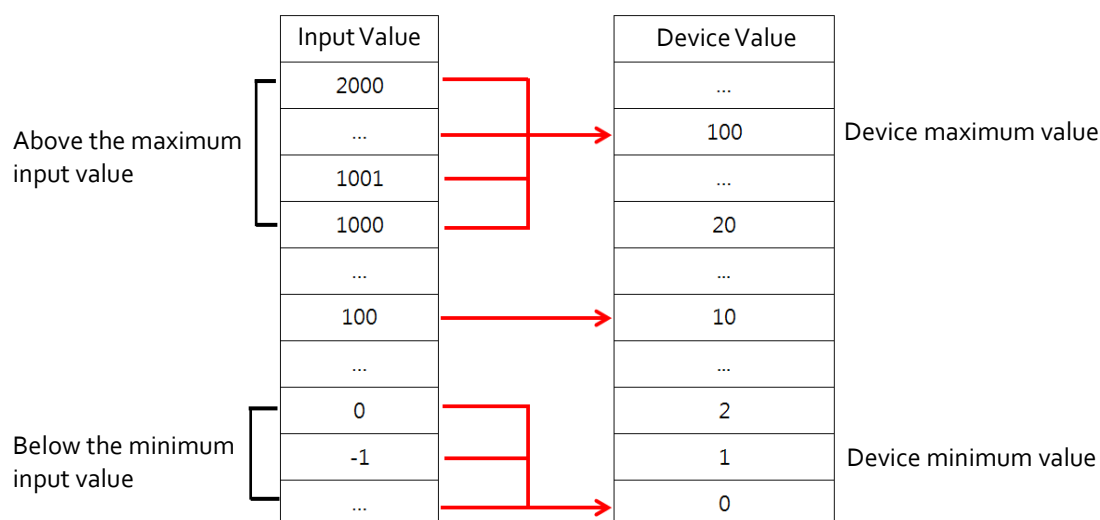 Input Value
Device Value
2000
...
Above the maximum
input value
...
100
Device maximum value
1001
...
1000
20
...
...
100
10
...
...
0
2
Below the minimum
input value
-1
1
Device minimum value
...
0